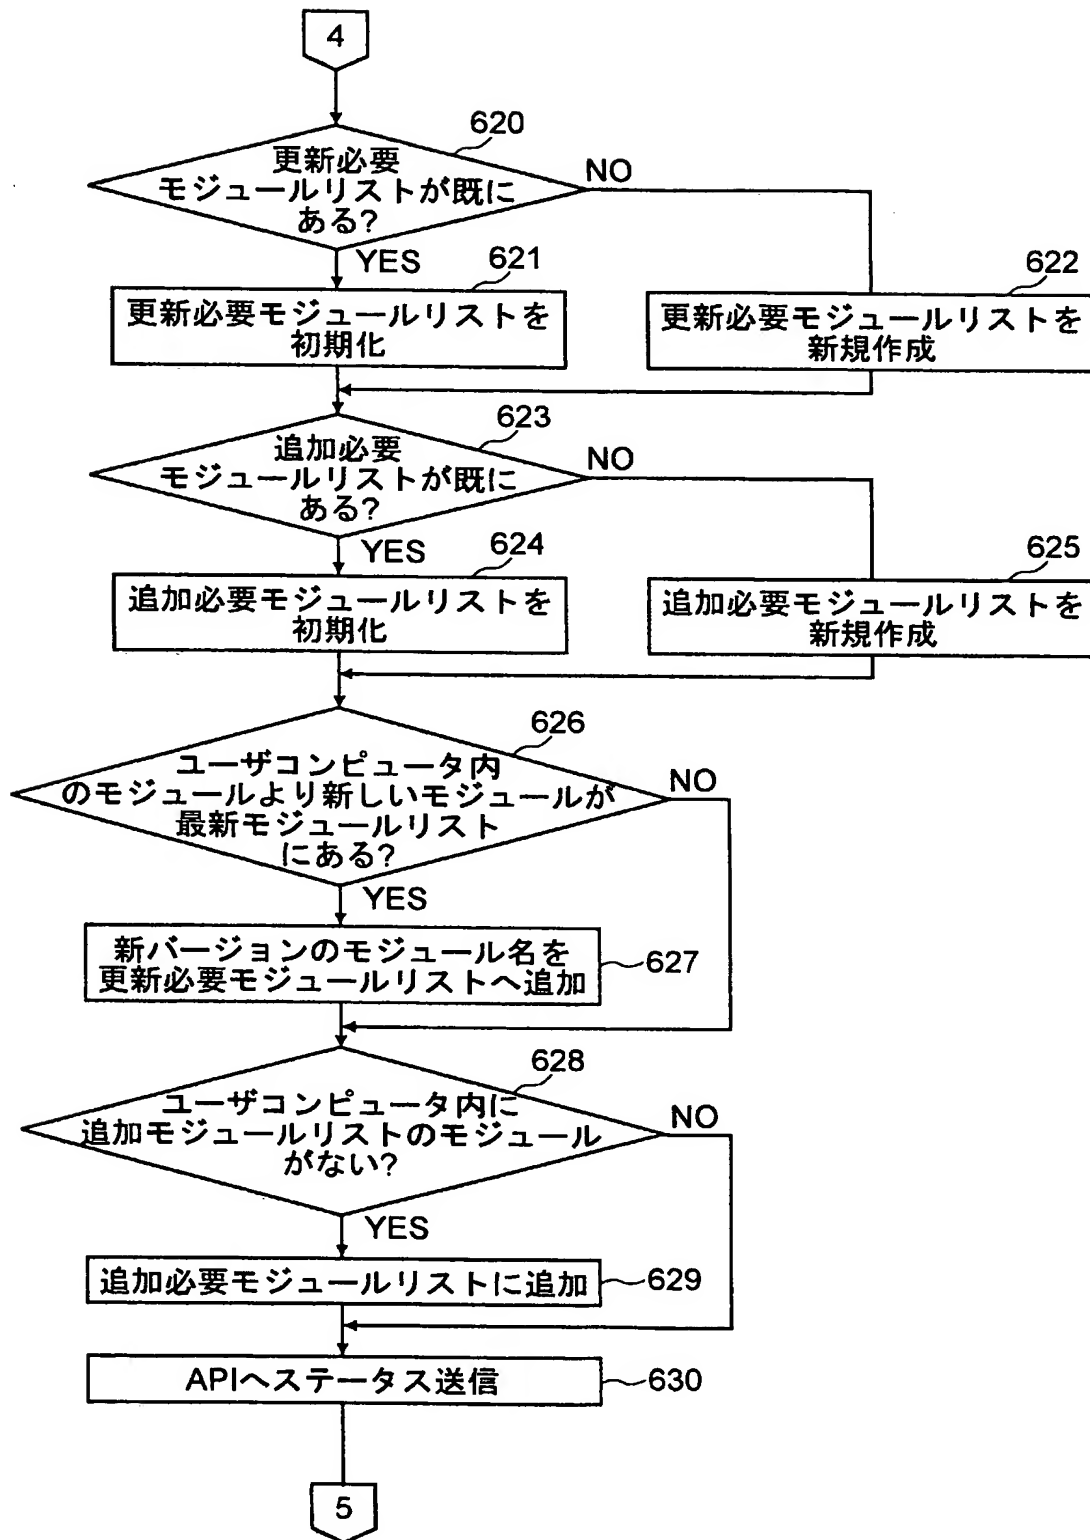 4
620
更新必要
モジュールリストが既に
ある?
NO
YES
621
622
更新必要モジュールリストを
初期化
更新必要モジュールリストを
新規作成
623
追加必要
モジュールリストが既に
ある?
NO
YES
624
625
追加必要モジュールリストを
初期化
追加必要モジュールリストを
新規作成
626
ユーザコンピュータ内
のモジュールより新しいモジュールが
最新モジュールリスト
にある?
NO
YES
新バージョンのモジュール名を
更新必要モジュールリストへ追加
627
628
ユーザコンピュータ内に
追加モジュールリストのモジュール
がない?
NO
YES
追加必要モジュールリストに追加
629
APIへステータス送信
630
5